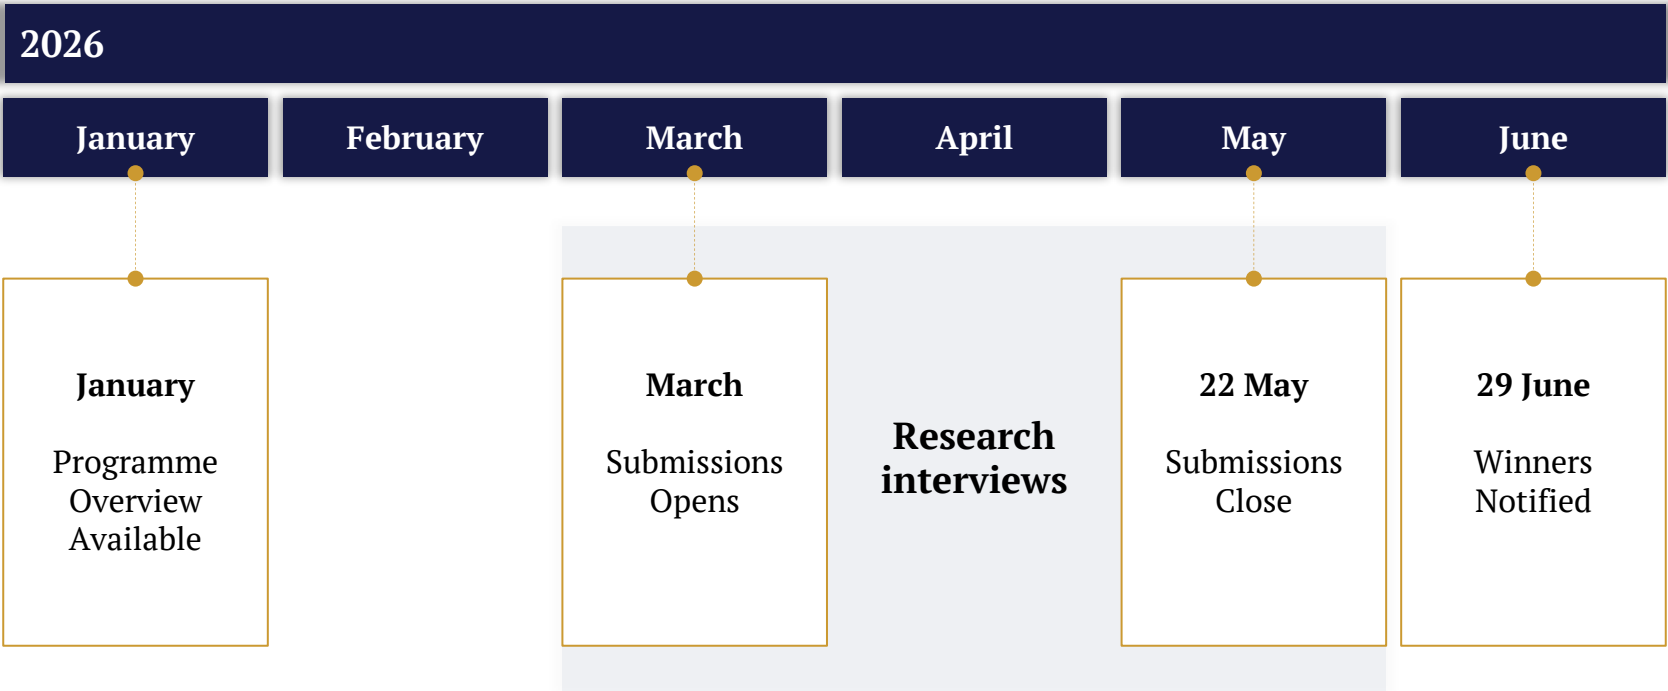 2026
January
February
March
April
May
June
January
Programme
Overview
Available
March
Submissions
Opens
Research
interviews
22 May
Submissions
Close
29 June
Winners
Notified